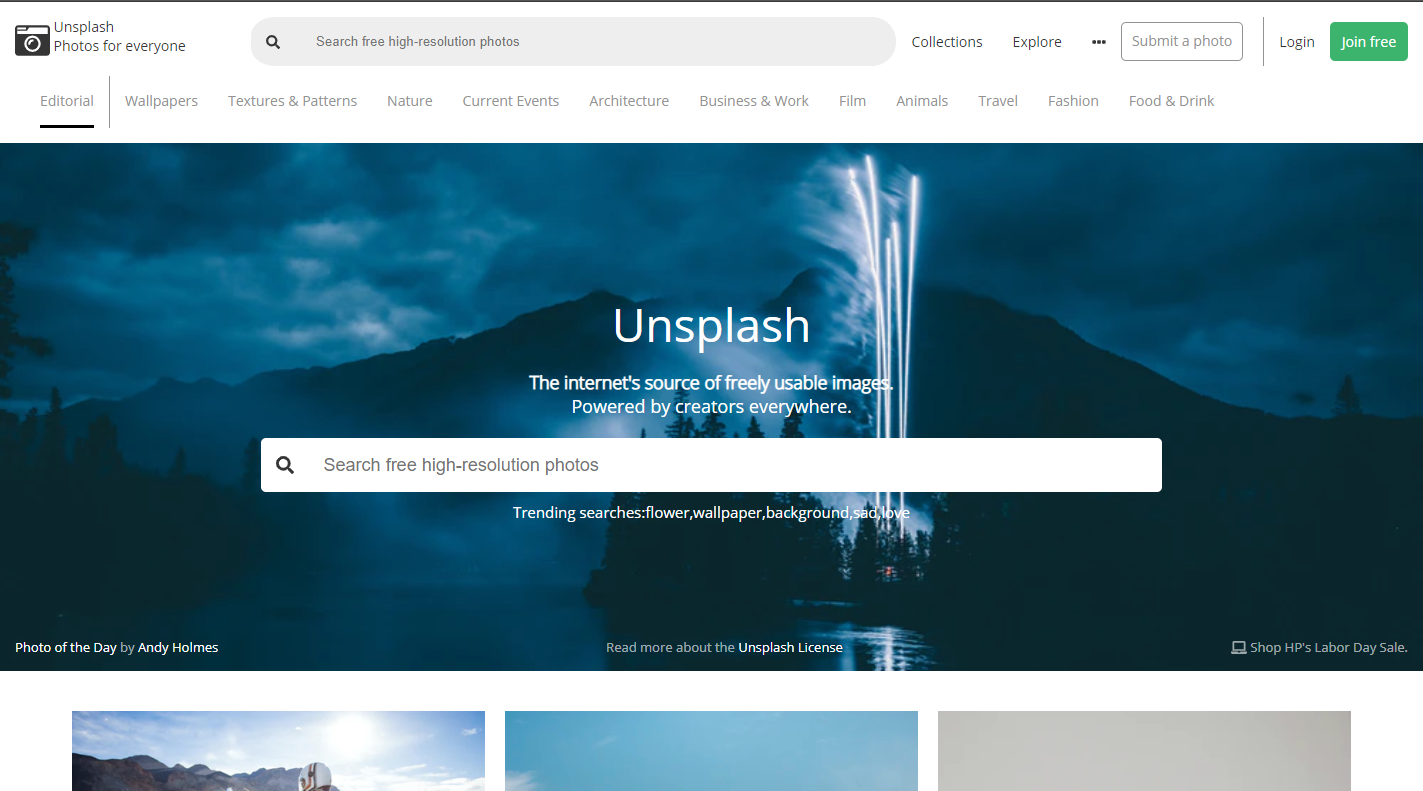 Unsplash
Photos for everyone
Search free high-resolution photos
Collections
Explore
Submit a photo
Login
Join free
Editorial
Wallpapers
Textures & Patterns
Nature
Current Events
Architecture
Business & Work
Film
Animals
Travel
Fashion
Food & Drink
Unsplash
The internet's source of freely usable images.
Powered by creators everywhere.
Search free high-resolution photos
Trending searches:flower,wallpaper,background,sad,love
Photo of the Day by Andy Holmes
Read more about the Unsplash License
Shop HP's Labor Day Sale.